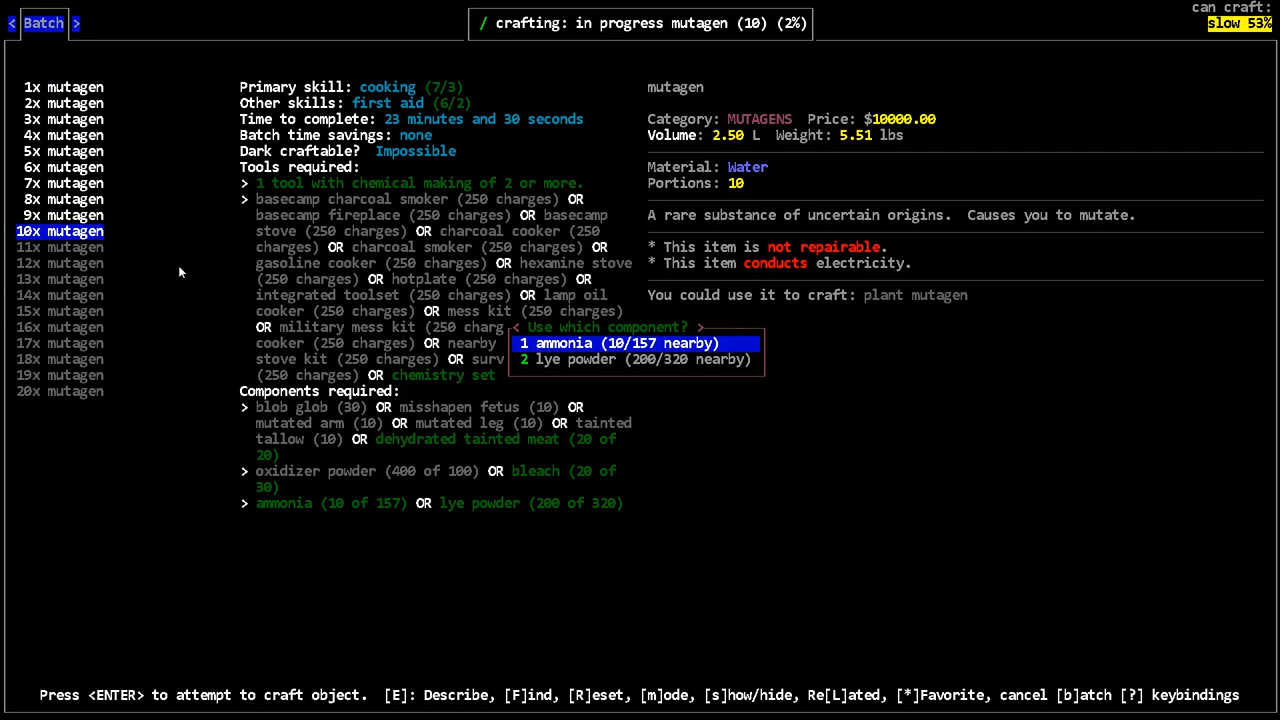 can craft:
< Batch >
/ crafting: in progress mutagen (10) (2%)
slow 53%
1x mutagen
2x mutagen
3x mutagen
4x mutagen
5x mutagen
6x mutagen
7x mutagen
8x mutagen
9x mutagen
10x mutagen
11x mutagen
12x mutagen
13x mutagen
14x mutagen
15x mutagen
16x mutagen
17x mutagen
18x mutagen
19x mutagen
20x mutagen
Primary skill: cooking (7/3)
Other skills: first aid (6/2)
Time to complete: 23 minutes and 30 seconds
Batch time savings: none
Dark craftable? Impossible
Tools required:
> 1 tool with chemical making of 2 or more.
> basecamp charcoal smoker (250 charges) OR
basecamp fireplace (250 charges) OR basecamp
stove (250 charges) OR charcoal cooker (250
charges) OR charcoal smoker (250 charges) OR
gasoline cooker (250 charges) OR hexamine stove
(250 charges) OR hotplate (250 charges) OR
integrated toolset (250 charges) OR lamp oil
cooker (250 charges) OR mess kit (250 charges)
OR military mess kit (250 charg
cooker (250 charges) OR nearby
stove kit (250 charges) OR surv
(250 charges) OR chemistry set
Components required:
> blob glob (30) OR misshapen fetus (10) OR
mutated arm (10) OR mutated leg (10) OR tainted
tallow (10) OR dehydrated tainted meat (20 of
20)
> oxidizer powder (400 of 100) OR bleach (20 of
30)
> ammonia (10 of 157) OR lye powder (200 of 320)
< Use which component? >
1 ammonia (10/157 nearby)
2 lye powder (200/320 nearby)
mutagen
Category: MUTAGENS Price: $10000.00
Volume: 2.50 L Weight: 5.51 lbs
Material: Water
Portions: 10
A rare substance of uncertain origins. Causes you to mutate.
* This item is not repairable.
* This item conducts electricity.
You could use it to craft: plant mutagen
Press <ENTER> to attempt to craft object. [E]: Describe, [F]ind, [R]eset, [m]ode, [s]how/hide, Re[L]ated, [*]Favorite, cancel [b]atch [?] keybindings